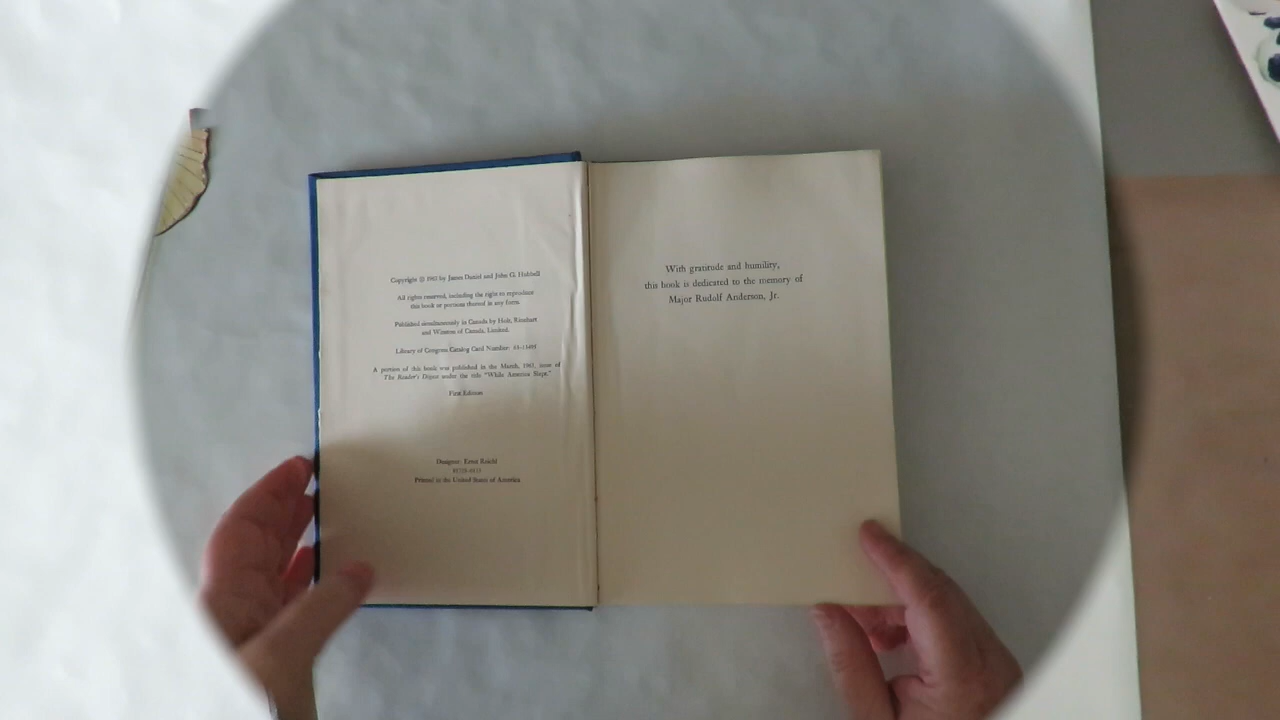 Copyright © 1963 by James Daniel and John G. Hubbell
All rights reserved, including the right to reproduce
this book or portions thereof in any form.
Published simultaneously in Canada by Holt, Rinehart
and Winston of Canada, Limited.
Library of Congress Catalog Card Number:
A portion of this book was published in the March, 1963, issue of
The Reader's Digest under the title "While America Slept."
First Edition
Designer: Ernst Reichl
Printed in the United States of America
With gratitude and humility,
this book is dedicated to the memory of
Major Rudolf Anderson, Jr.